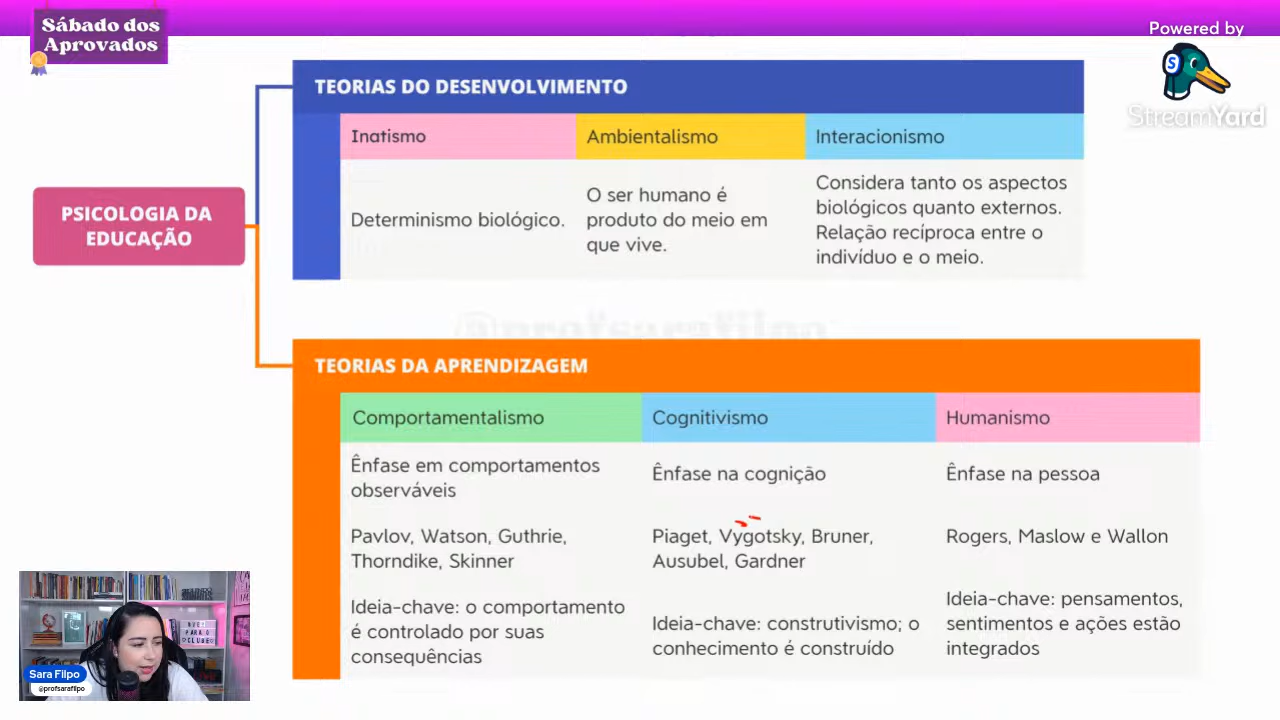 Sábado dos
Aprovados
Powered by
StreamYard
TEORIAS DO DESENVOLVIMENTO
Inatismo
Ambientalismo
Interacionismo
Determinismo biológico.
O ser humano é
produto do meio em
que vive.
Considera tanto os aspectos
biológicos quanto externos.
Relação recíproca entre o
indivíduo e o meio.
PSICOLOGIA DA
EDUCAÇÃO
@profsarafilpo
TEORIAS DA APRENDIZAGEM
Comportamentalismo
Cognitivismo
Humanismo
Ênfase em comportamentos
observáveis
Pavlov, Watson, Guthrie,
Thorndike, Skinner
Ideia-chave: o comportamento
é controlado por suas
consequências
Ênfase na cognição
Piaget, Vygotsky, Bruner,
Ausubel, Gardner
Ideia-chave: construtivismo; o
conhecimento é construído
Ênfase na pessoa
Rogers, Maslow e Wallon
Ideia-chave: pensamentos,
sentimentos e ações estão
integrados
Sara Filpo
@profsarafilpo